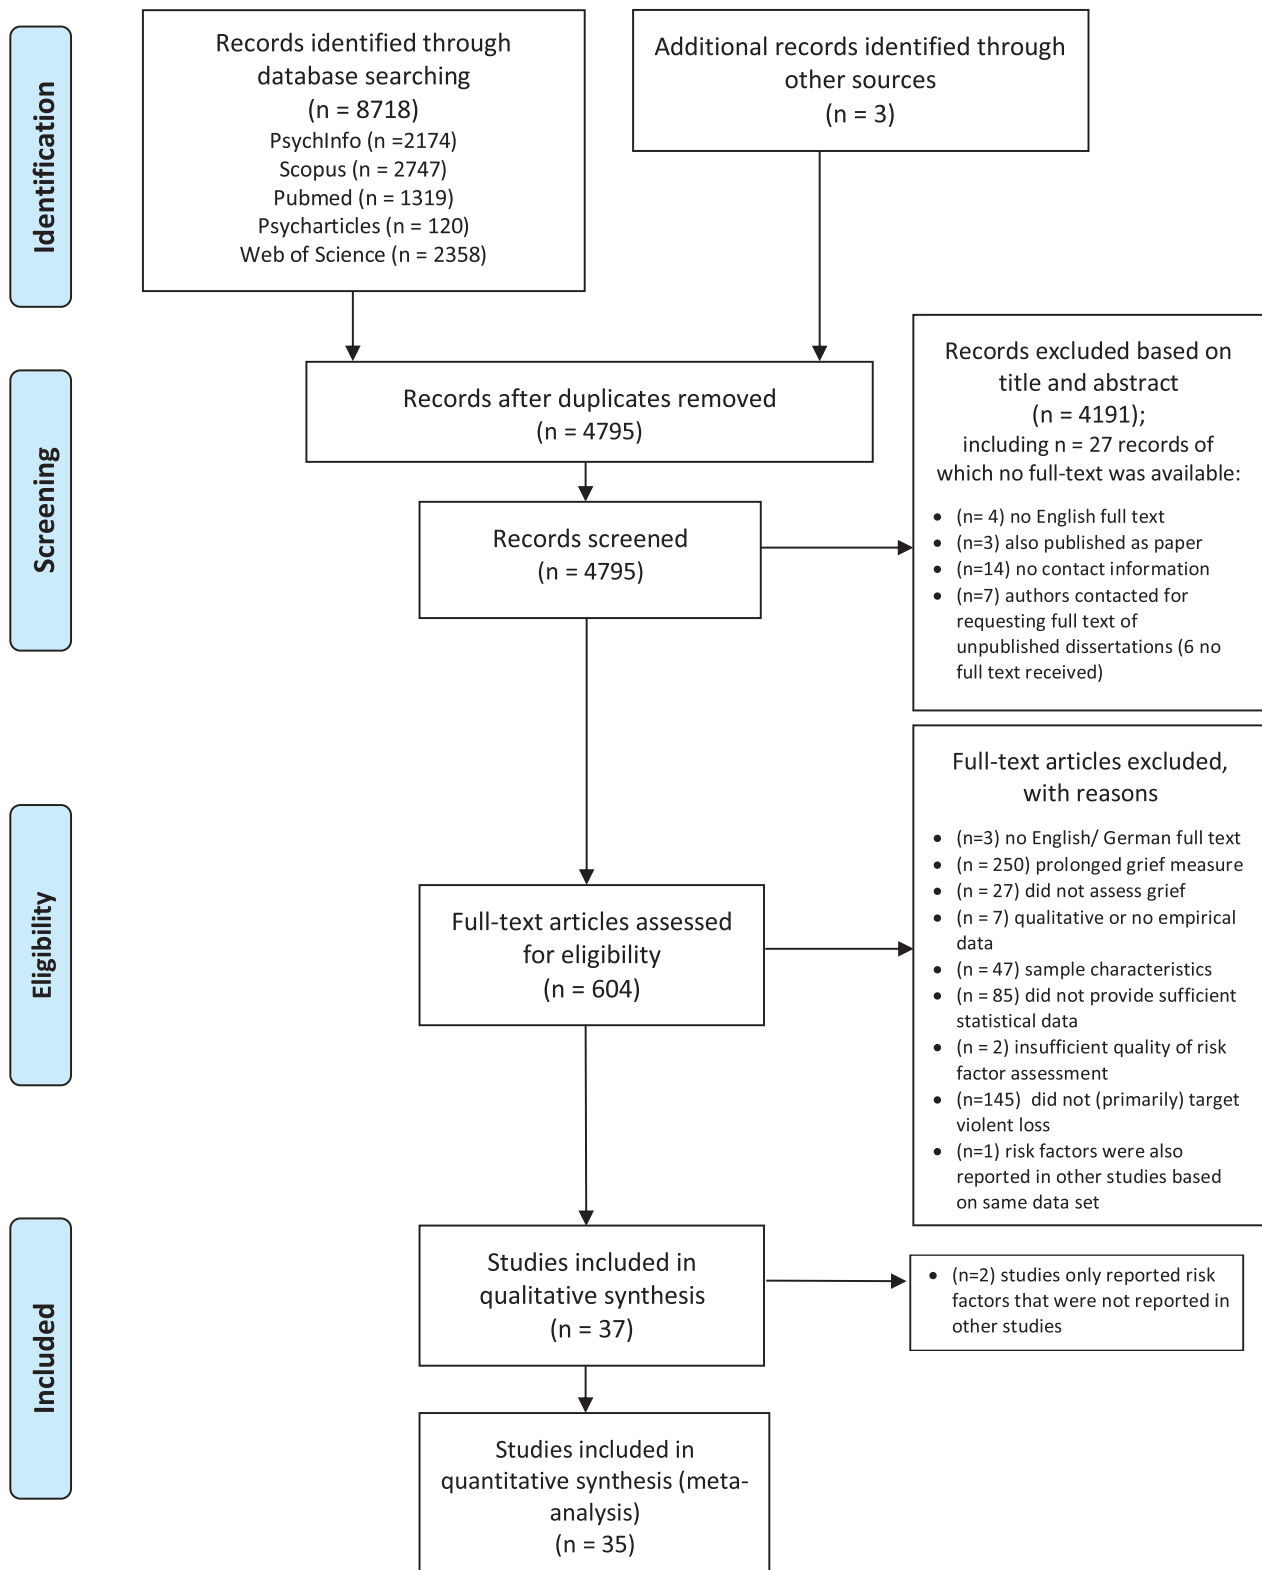 Identification
Records identified through
database searching
(n = 8718)
PsychInfo (n =2174)
Scopus (n = 2747)
Pubmed (n = 1319)
Psycharticles (n = 120)
Web of Science (n = 2358)
Additional records identified through
other sources
(n = 3)
Screening
Records after duplicates removed
(n = 4795)
Records screened
(n = 4795)
Records excluded based on
title and abstract
(n = 4191);
including n = 27 records of
which no full-text was available:
• (n= 4) no English full text
• (n=3) also published as paper
• (n=14) no contact information
• (n=7) authors contacted for
requesting full text of
unpublished dissertations (6 no
full text received)
Eligibility
Full-text articles assessed
for eligibility
(n = 604)
Full-text articles excluded,
with reasons
• (n=3) no English/ German full text
• (n = 250) prolonged grief measure
• (n = 27) did not assess grief
• (n = 7) qualitative or no empirical
data
• (n = 47) sample characteristics
• (n = 85) did not provide sufficient
statistical data
• (n = 2) insufficient quality of risk
factor assessment
• (n=145) did not (primarily) target
violent loss
• (n=1) risk factors were also
reported in other studies based
on same data set
Included
Studies included in
qualitative synthesis
(n = 37)
• (n=2) studies only reported risk
factors that were not reported in
other studies
Studies included in
quantitative synthesis (meta-
analysis)
(n = 35)